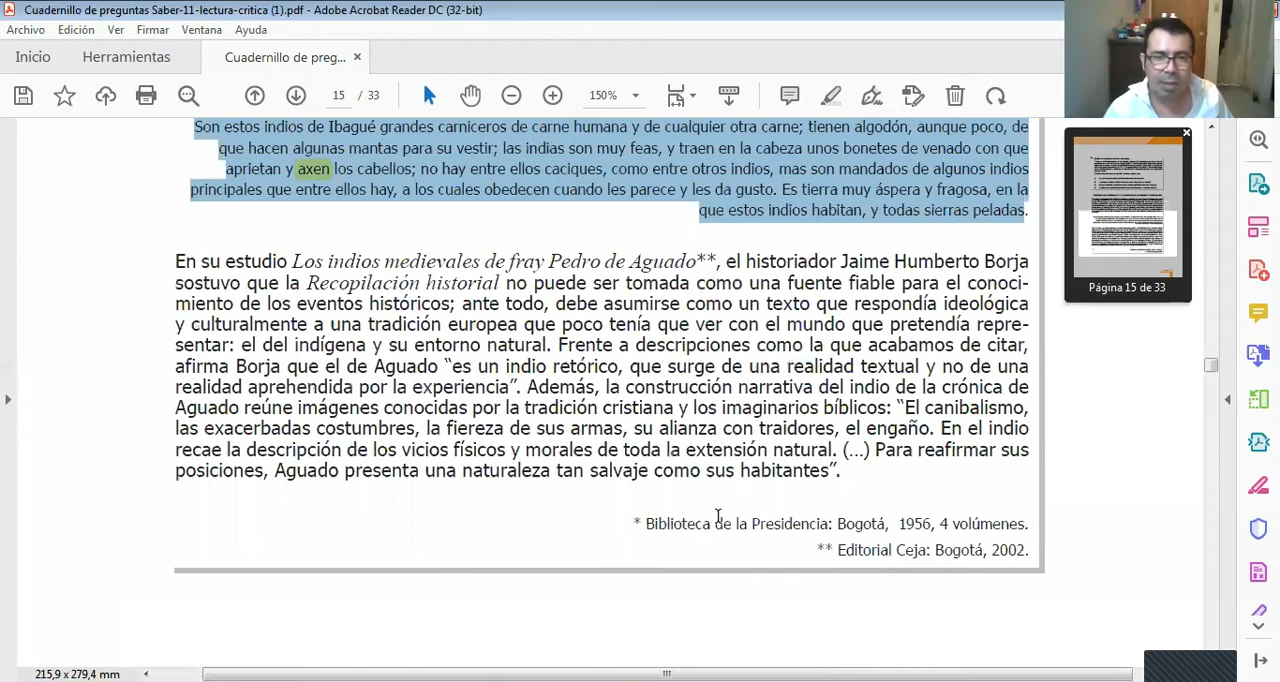 Cuadernillo de preguntas Saber-11-lectura-critica (1).pdf - Adobe Acrobat Reader DC (32-bit)
Archivo Edición Ver Firmar Ventana Ayuda
Inicio Herramientas Cuadernillo de preg... ×
15 / 33 150%
Son estos indios de Ibagué grandes carniceros de carne humana y de cualquier otra carne; tienen algodón, aunque poco, de
que hacen algunas mantas para su vestir; las indias son muy feas, y traen en la cabeza unos bonetes de venado con que
aprietan y axen los cabellos; no hay entre ellos caciques, como entre otros indios, mas son mandados de algunos indios
principales que entre ellos hay, a los cuales obedecen cuando les parece y les da gusto. Es tierra muy áspera y fragosa, en la
que estos indios habitan, y todas sierras peladas.
En su estudio Los indios medievales de fray Pedro de Aguado**, el historiador Jaime Humberto Borja
sostuvo que la Recopilación historial no puede ser tomada como una fuente fiable para el conoci-
miento de los eventos históricos; ante todo, debe asumirse como un texto que respondía ideológica
y culturalmente a una tradición europea que poco tenía que ver con el mundo que pretendía repre-
sentar: el del indígena y su entorno natural. Frente a descripciones como la que acabamos de citar,
afirma Borja que el de Aguado “es un indio retórico, que surge de una realidad textual y no de una
realidad aprehendida por la experiencia”. Además, la construcción narrativa del indio de la crónica de
Aguado reúne imágenes conocidas por la tradición cristiana y los imaginarios bíblicos: “El canibalismo,
las exacerbadas costumbres, la fiereza de sus armas, su alianza con traidores, el engaño. En el indio
recae la descripción de los vicios físicos y morales de toda la extensión natural. (...) Para reafirmar sus
posiciones, Aguado presenta una naturaleza tan salvaje como sus habitantes”.
* Biblioteca de la Presidencia: Bogotá, 1956, 4 volúmenes.
** Editorial Ceja: Bogotá, 2002.
Página 15 de 33
215,9 x 279,4 mm